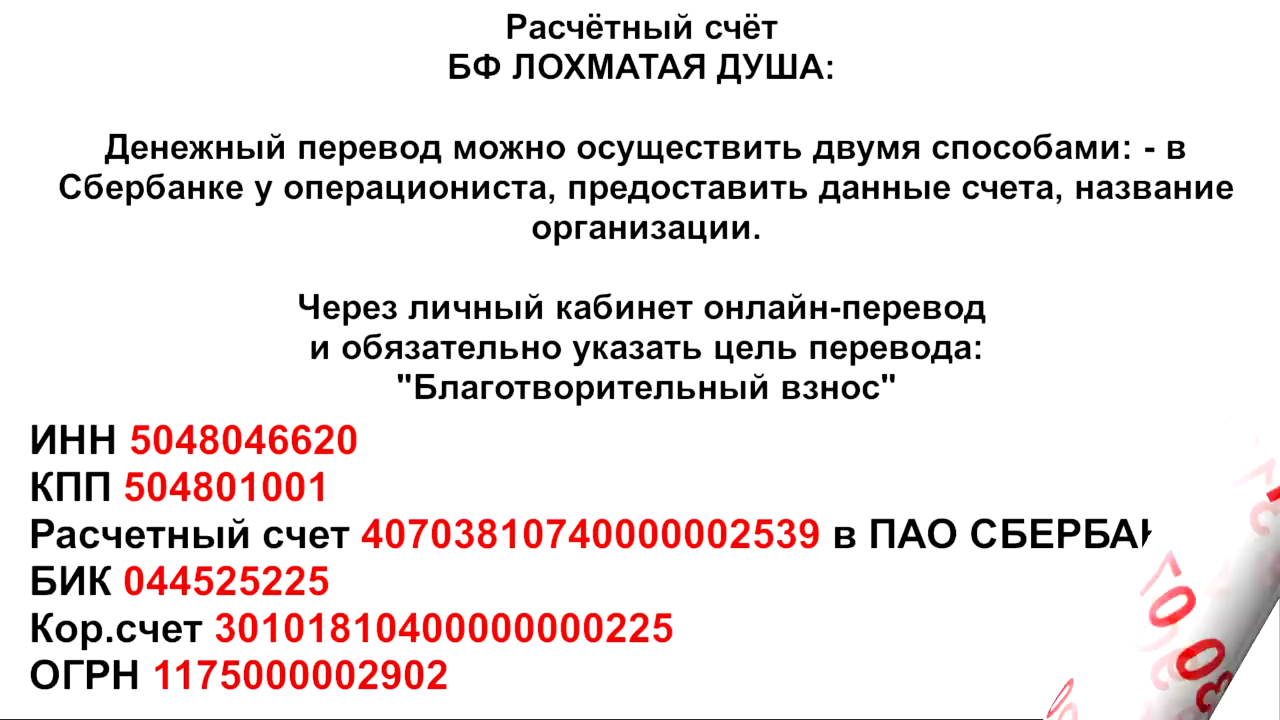 Расчётный счёт
БФ ЛОХМАТАЯ ДУША:
Денежный перевод можно осуществить двумя способами: - в
Сбербанке у операциониста, предоставить данные счета, название
организации.
Через личный кабинет онлайн-перевод
и обязательно указать цель перевода:
"Благотворительный взнос"
ИНН 5048046620
КПП 504801001
Расчетный счет 40703810740000002539 в ПАО
БИК 044525225
Кор.счет 30101810400000000225
ОГРН 1175000002902